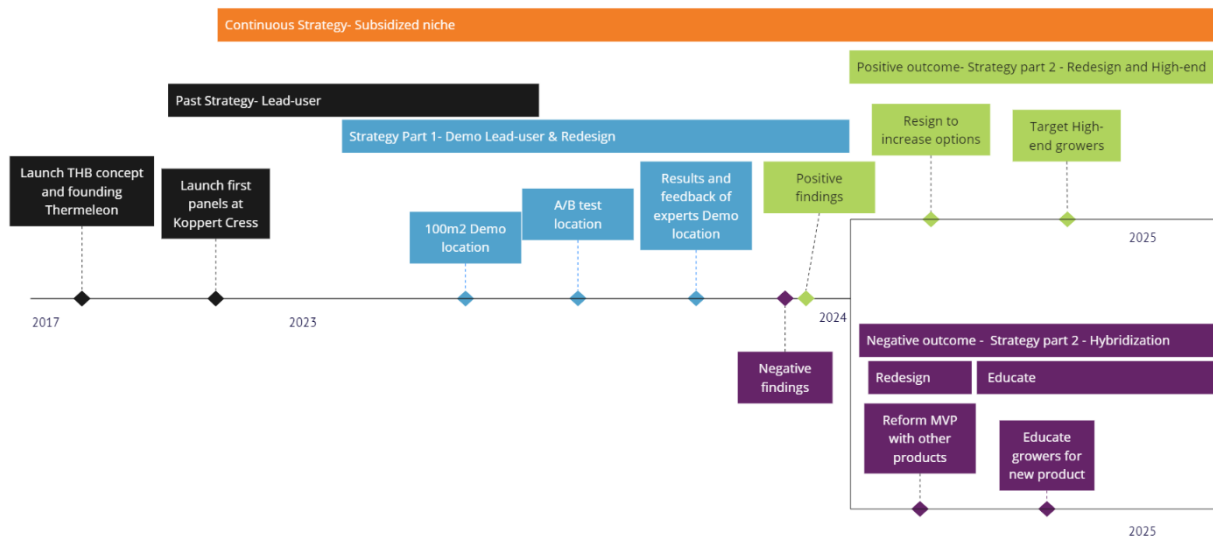 Continuous Strategy- Subsidized niche
Positive outcome- Strategy part 2 - Redesign and High-end
Past Strategy- Lead-user
Strategy Part 1- Demo Lead-user & Redesign
Resign to
increase options
Target High-
end growers
Launch THB concept
and founding
Thermeleon
Launch first
panels at
Koppert Cress
100m2 Demo
location
A/B test
location
Results and
feedback of
experts Demo
location
Positive
findings
2025
2017
2023
2024
Negative
findings
Negative outcome - Strategy part 2 - Hybridization
Redesign
Educate
Reform MVP
with other
products
Educate
growers for
new product
2025